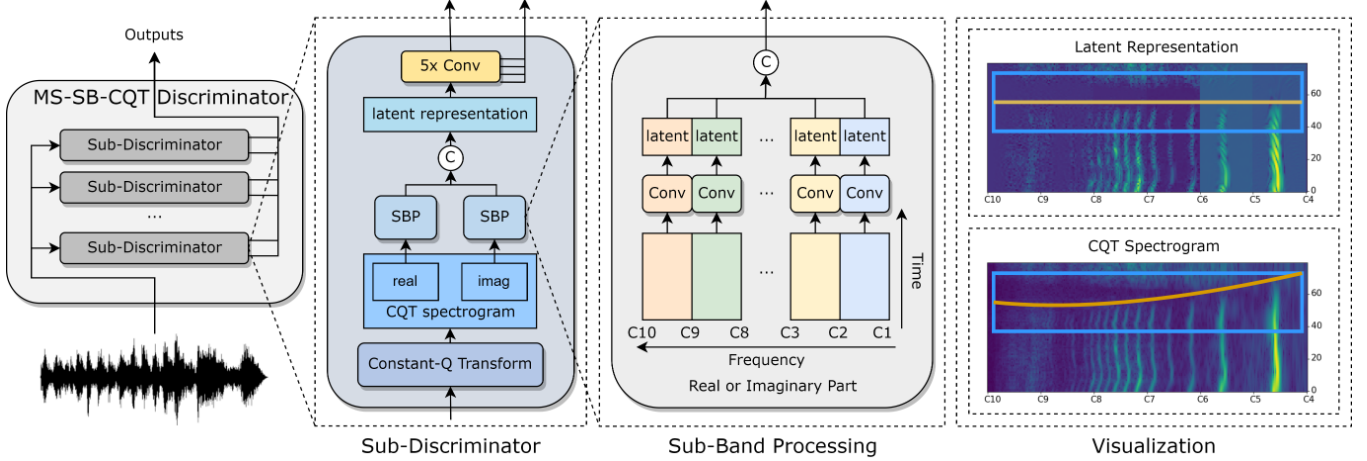 Outputs
MS-SB-CQT Discriminator
Sub-Discriminator
Sub-Discriminator
...
Sub-Discriminator
5x Conv
latent representation
C
SBP
SBP
real
imag
CQT spectrogram
Constant-Q Transform
Sub-Discriminator
C
latent latent ... latent latent
Conv Conv ... Conv Conv
...
Time
C10 C9 C8 C3 C2 C1
Frequency
Real or Imaginary Part
Sub-Band Processing
Latent Representation
60
40
20
0
C10 C9 C8 C7 C6 C5 C4
CQT Spectrogram
60
40
20
0
C10 C9 C8 C7 C6 C5 C4
Visualization